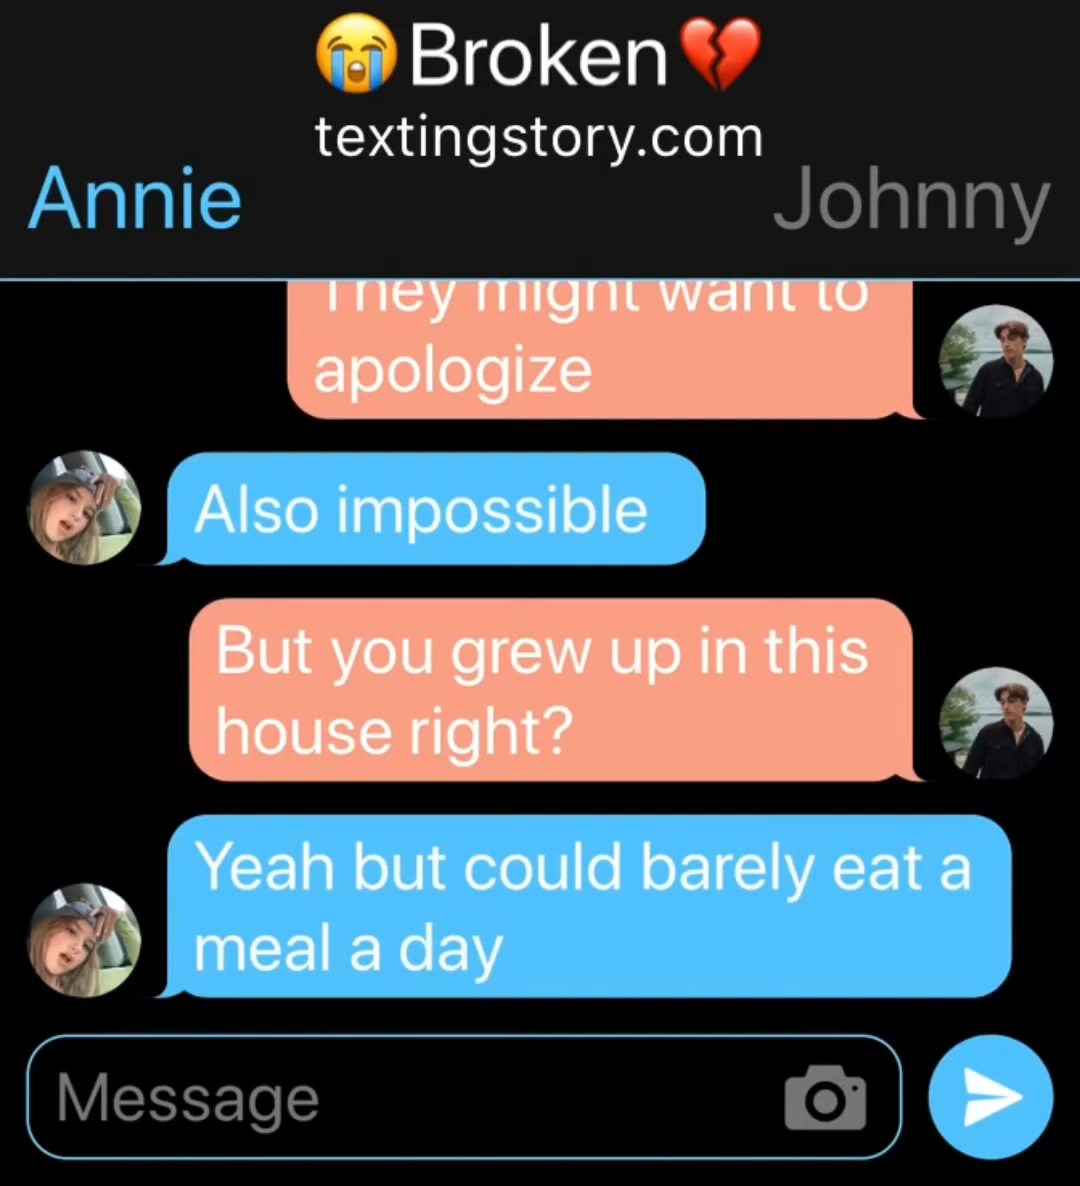 😭Broken💔
textingstory.com
Annie
Johnny
They might want to
apologize
Also impossible
But you grew up in this
house right?
Yeah but could barely eat a
meal a day
Message